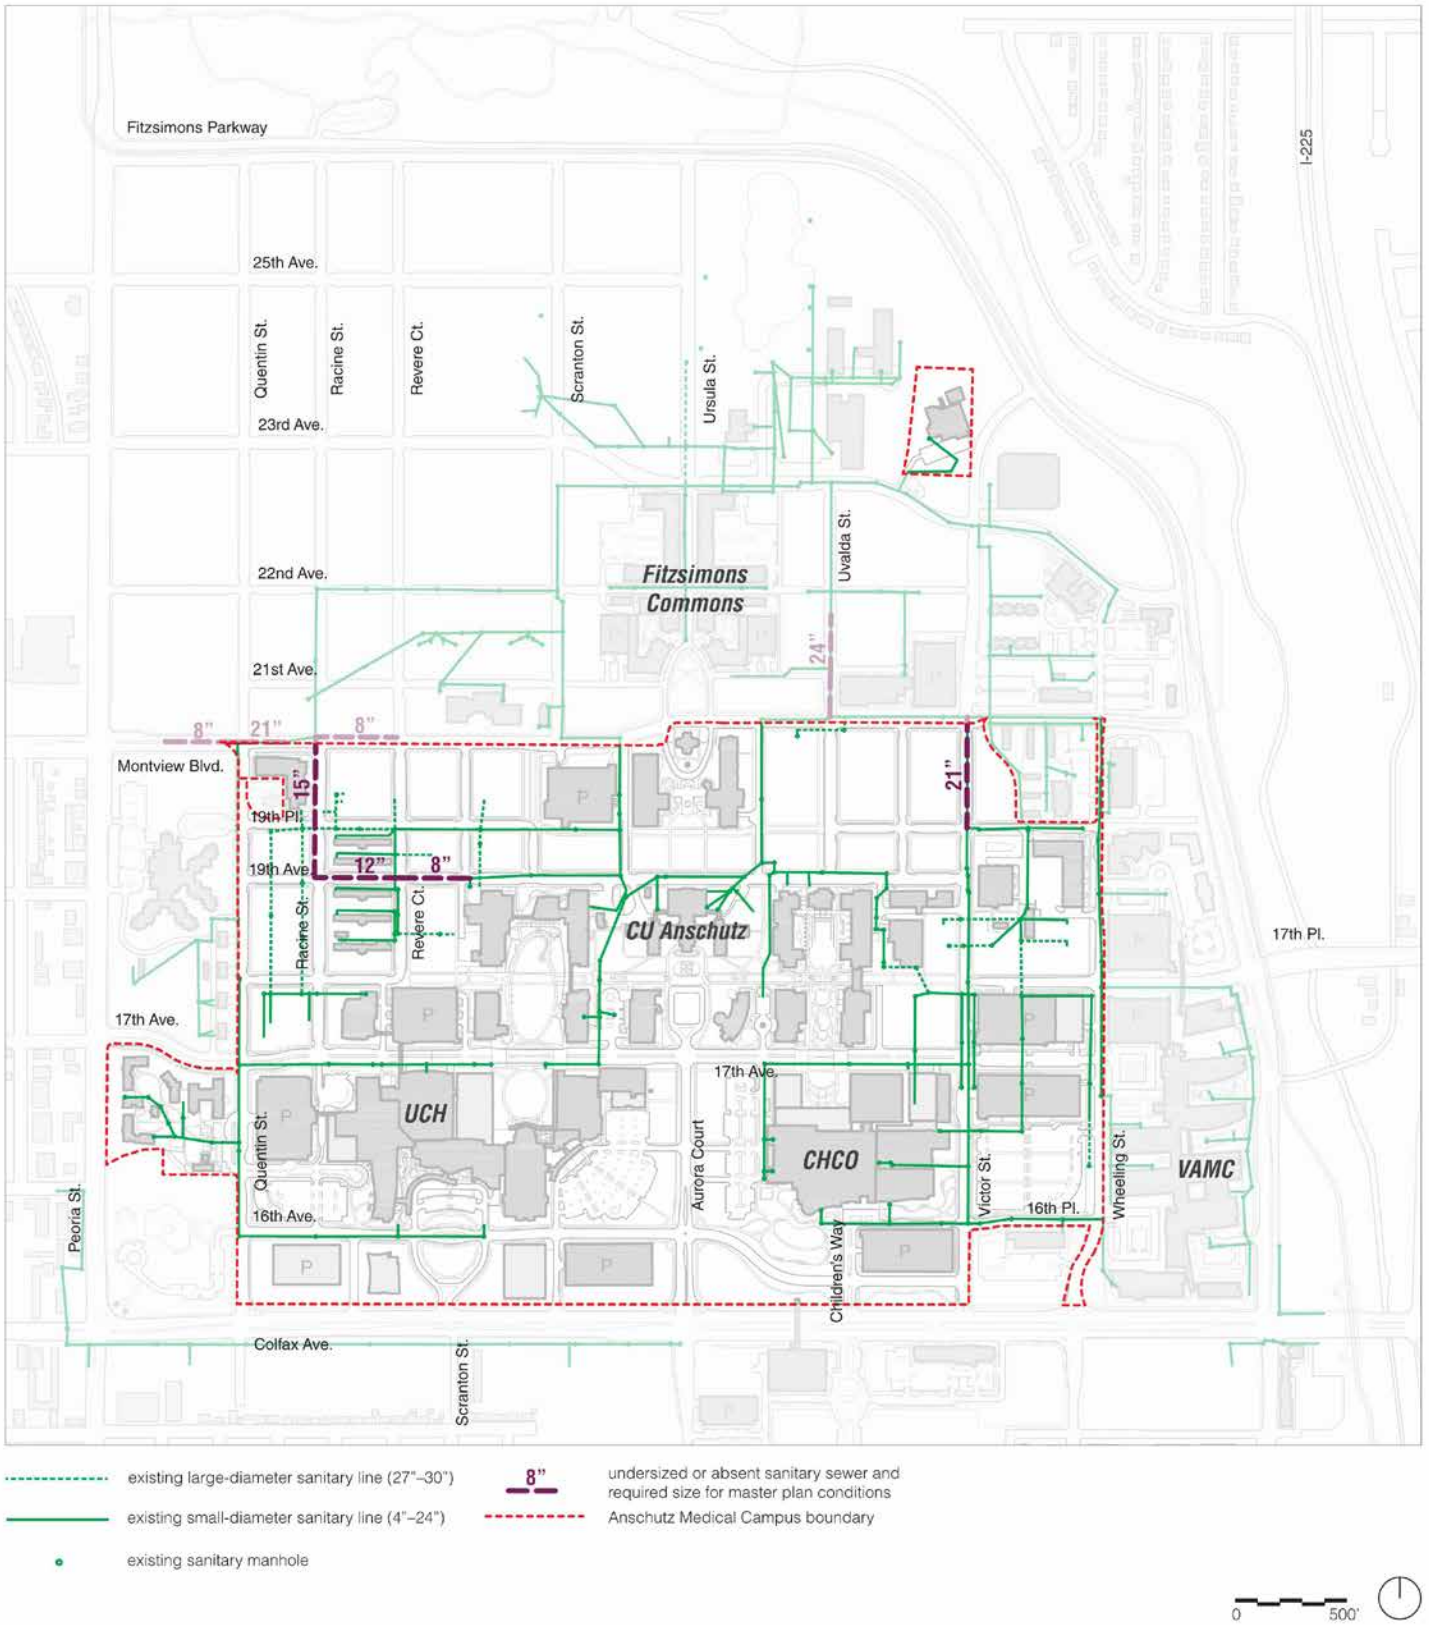 Fitzsimons Parkway
I-225
25th Ave.
Quentin St.
Racine St.
Revere Ct.
Scranton St.
Ursula St.
23rd Ave.
Uvalda St.
22nd Ave.
Fitzsimons
Commons
P
P
24"
21st Ave.
P
8"
21"
8"
Montview Blvd.
15"
21"
P
19th Pl.
19th Ave.
12"
8"
Racine St.
Revere Ct.
CU Anschutz
17th Pl.
17th Ave.
P
P
17th Ave.
P
P
UCH
Quentin St.
Aurora Court
CHCO
Victor St.
Wheeling St.
VAMC
Peoria St.
16th Ave.
16th Pl.
Children's Way
P
P
P
Colfax Ave.
Scranton St.
P
existing large-diameter sanitary line (27"–30")
8"
undersized or absent sanitary sewer and
required size for master plan conditions
existing small-diameter sanitary line (4"–24")
Anschutz Medical Campus boundary
existing sanitary manhole
0
500'